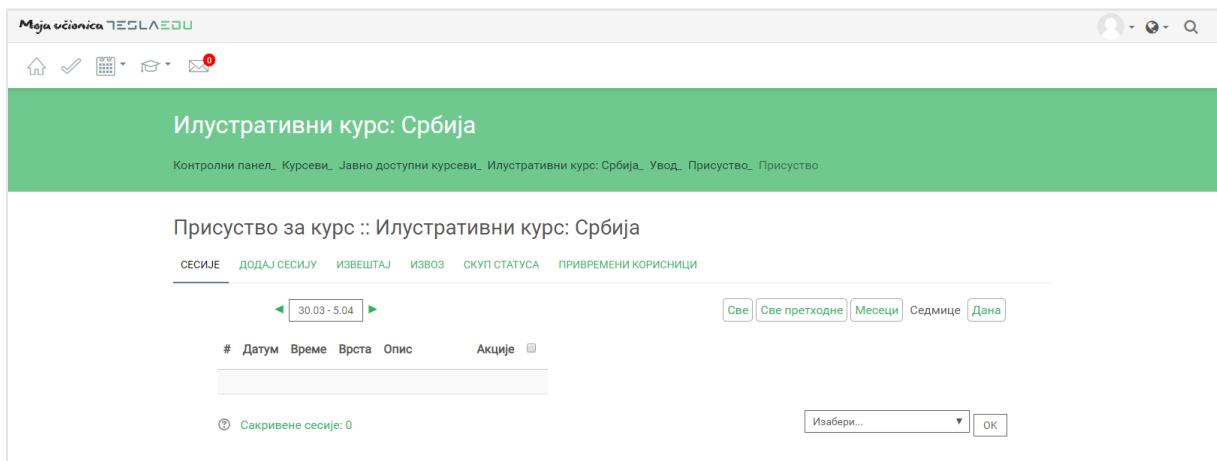 Moja učionica TESLAEDU
0
Илустративни курс: Србија
Контролни панел_ Курсеви_ Јавно доступни курсеви_ Илустративни курс: Србија_ Увод_ Присуство_ Присуство
Присуство за курс :: Илустративни курс: Србија
СЕСИЈЕ ДОДАЈ СЕСИЈУ ИЗВЕШТАЈ ИЗВОЗ СКУП СТАТУСА ПРИВРЕМЕНИ КОРИСНИЦИ
30.03 - 5.04 Све Све претходне Месеци Седмице Дана
# Датум Време Врста Опис Акције
Сакривене сесије: 0 Изабери... OK